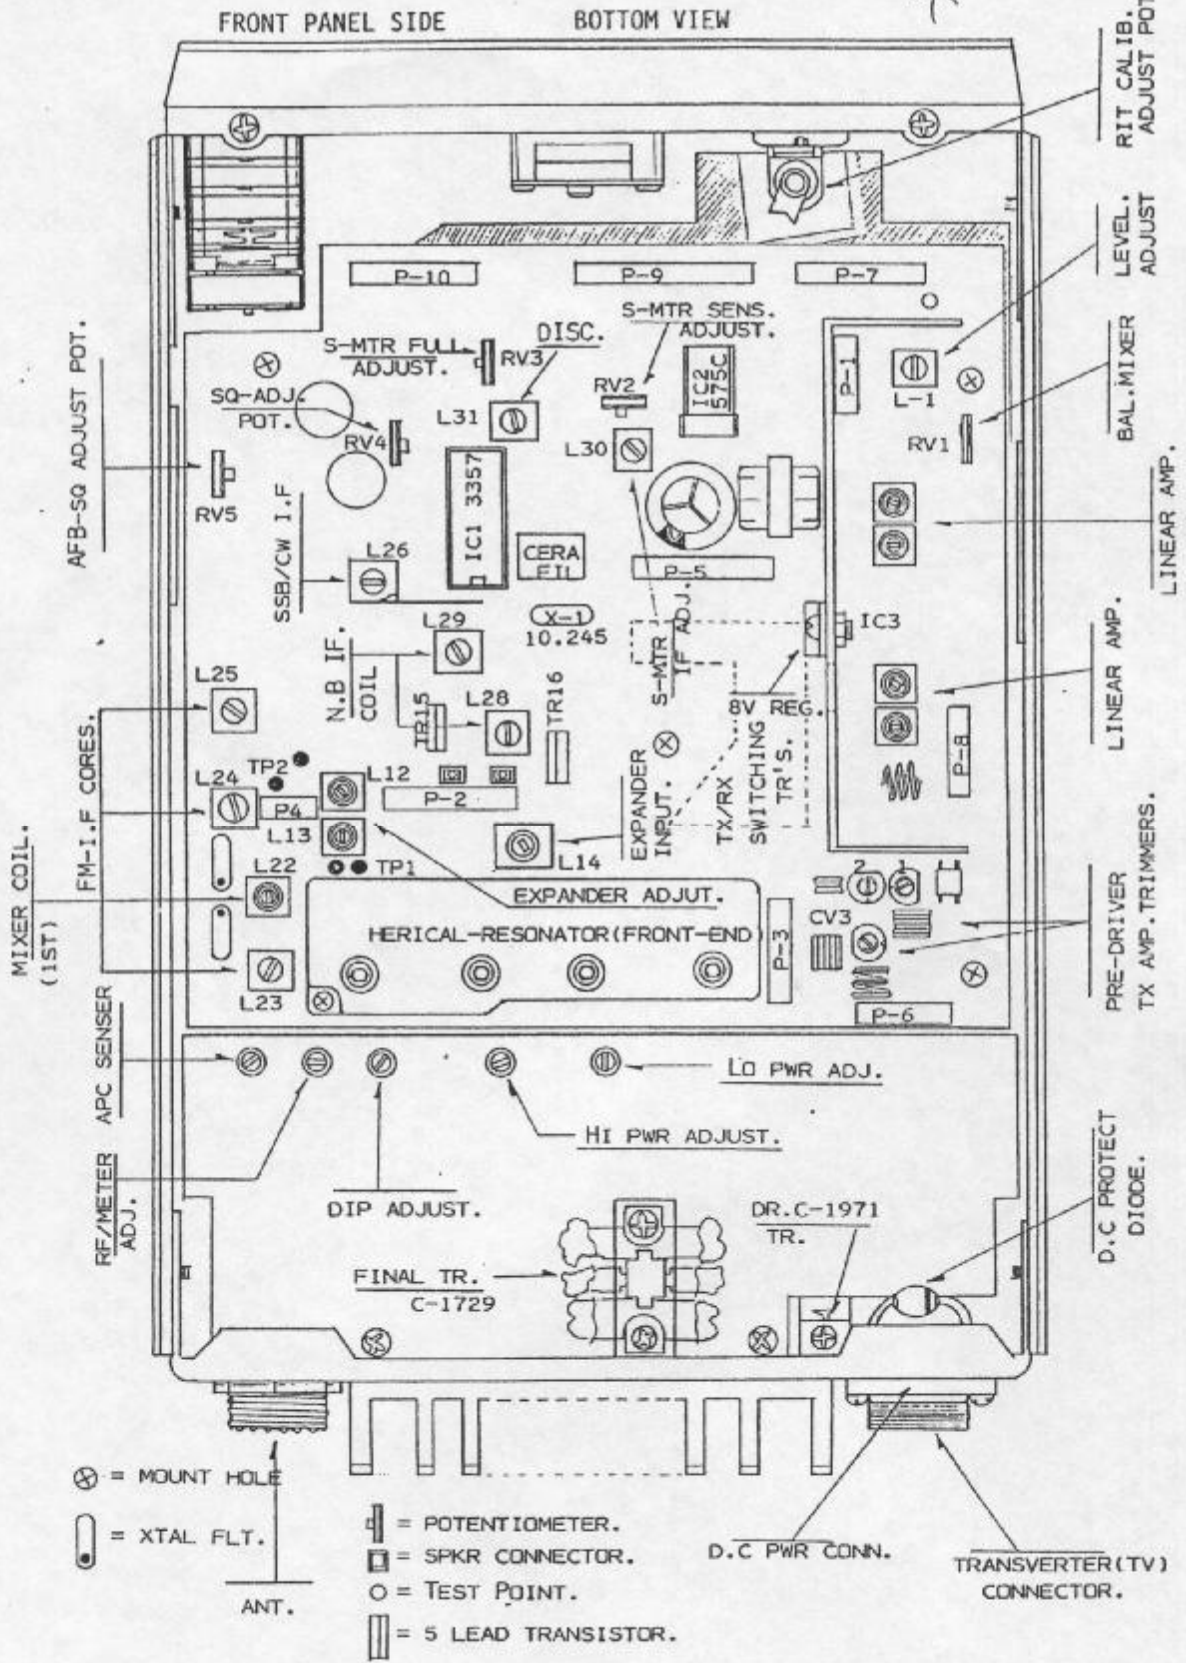 FRONT PANEL SIDE
BOTTOM VIEW
RIT CALIB.
ADJUST POT
LEVEL.
ADJUST
BAL.MIXER
LINEAR AMP.
LINEAR AMP.
PRE-DRIVER
TX AMP.TRIMMERS.
D.C PROTECT
DIODE.
P-10
P-9
P-7
S-MTR FULL
ADJUST.
RV3
DISC.
S-MTR SENS.
ADJUST.
RV2
IC2
575C
P-1
L-1
RV1
AFB-SQ ADJUST POT.
SQ-ADJ.
POT.
RV4
L31
L30
RV5
IC1 3357
SSB/CW I.F
L26
CERA
FIL
P-5
X-1
10.245
IC3
L29
N.B IF.
COIL
S-MTR
IF ADJ.
8V REG.
L25
TR15
L28
TR16
P-8
TP2
L24
P4
L12
P-2
L13
TP1
EXPANDER
INPUT.
TX/RX
SWITCHING
TR'S.
L14
FM-I.F CORES.
MIXER COIL.
(1ST)
L22
EXPANDER ADJUT.
2
1
CV3
HERICAL-RESONATOR(FRONT-END)
P-3
L23
P-6
APC SENSER
LO PWR ADJ.
HI PWR ADJUST.
RF/METER
ADJ.
DIP ADJUST.
DR.C-1971
TR.
FINAL TR.
C-1729
= MOUNT HOLE
= XTAL FLT.
ANT.
= POTENTIOMETER.
= SPKR CONNECTOR.
= TEST POINT.
= 5 LEAD TRANSISTOR.
D.C PWR CONN.
TRANSVERTER(TV)
CONNECTOR.